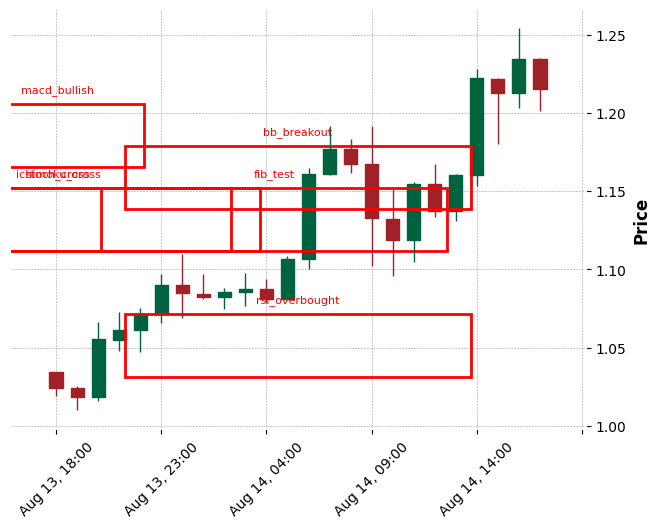 macd_bullish
bb_breakout
stoch_cross
fib_test
rsi_overbought
1.25
1.20
1.15
1.10
1.05
1.00
Price
Aug 13, 18:00
Aug 13, 23:00
Aug 14, 04:00
Aug 14, 09:00
Aug 14, 14:00